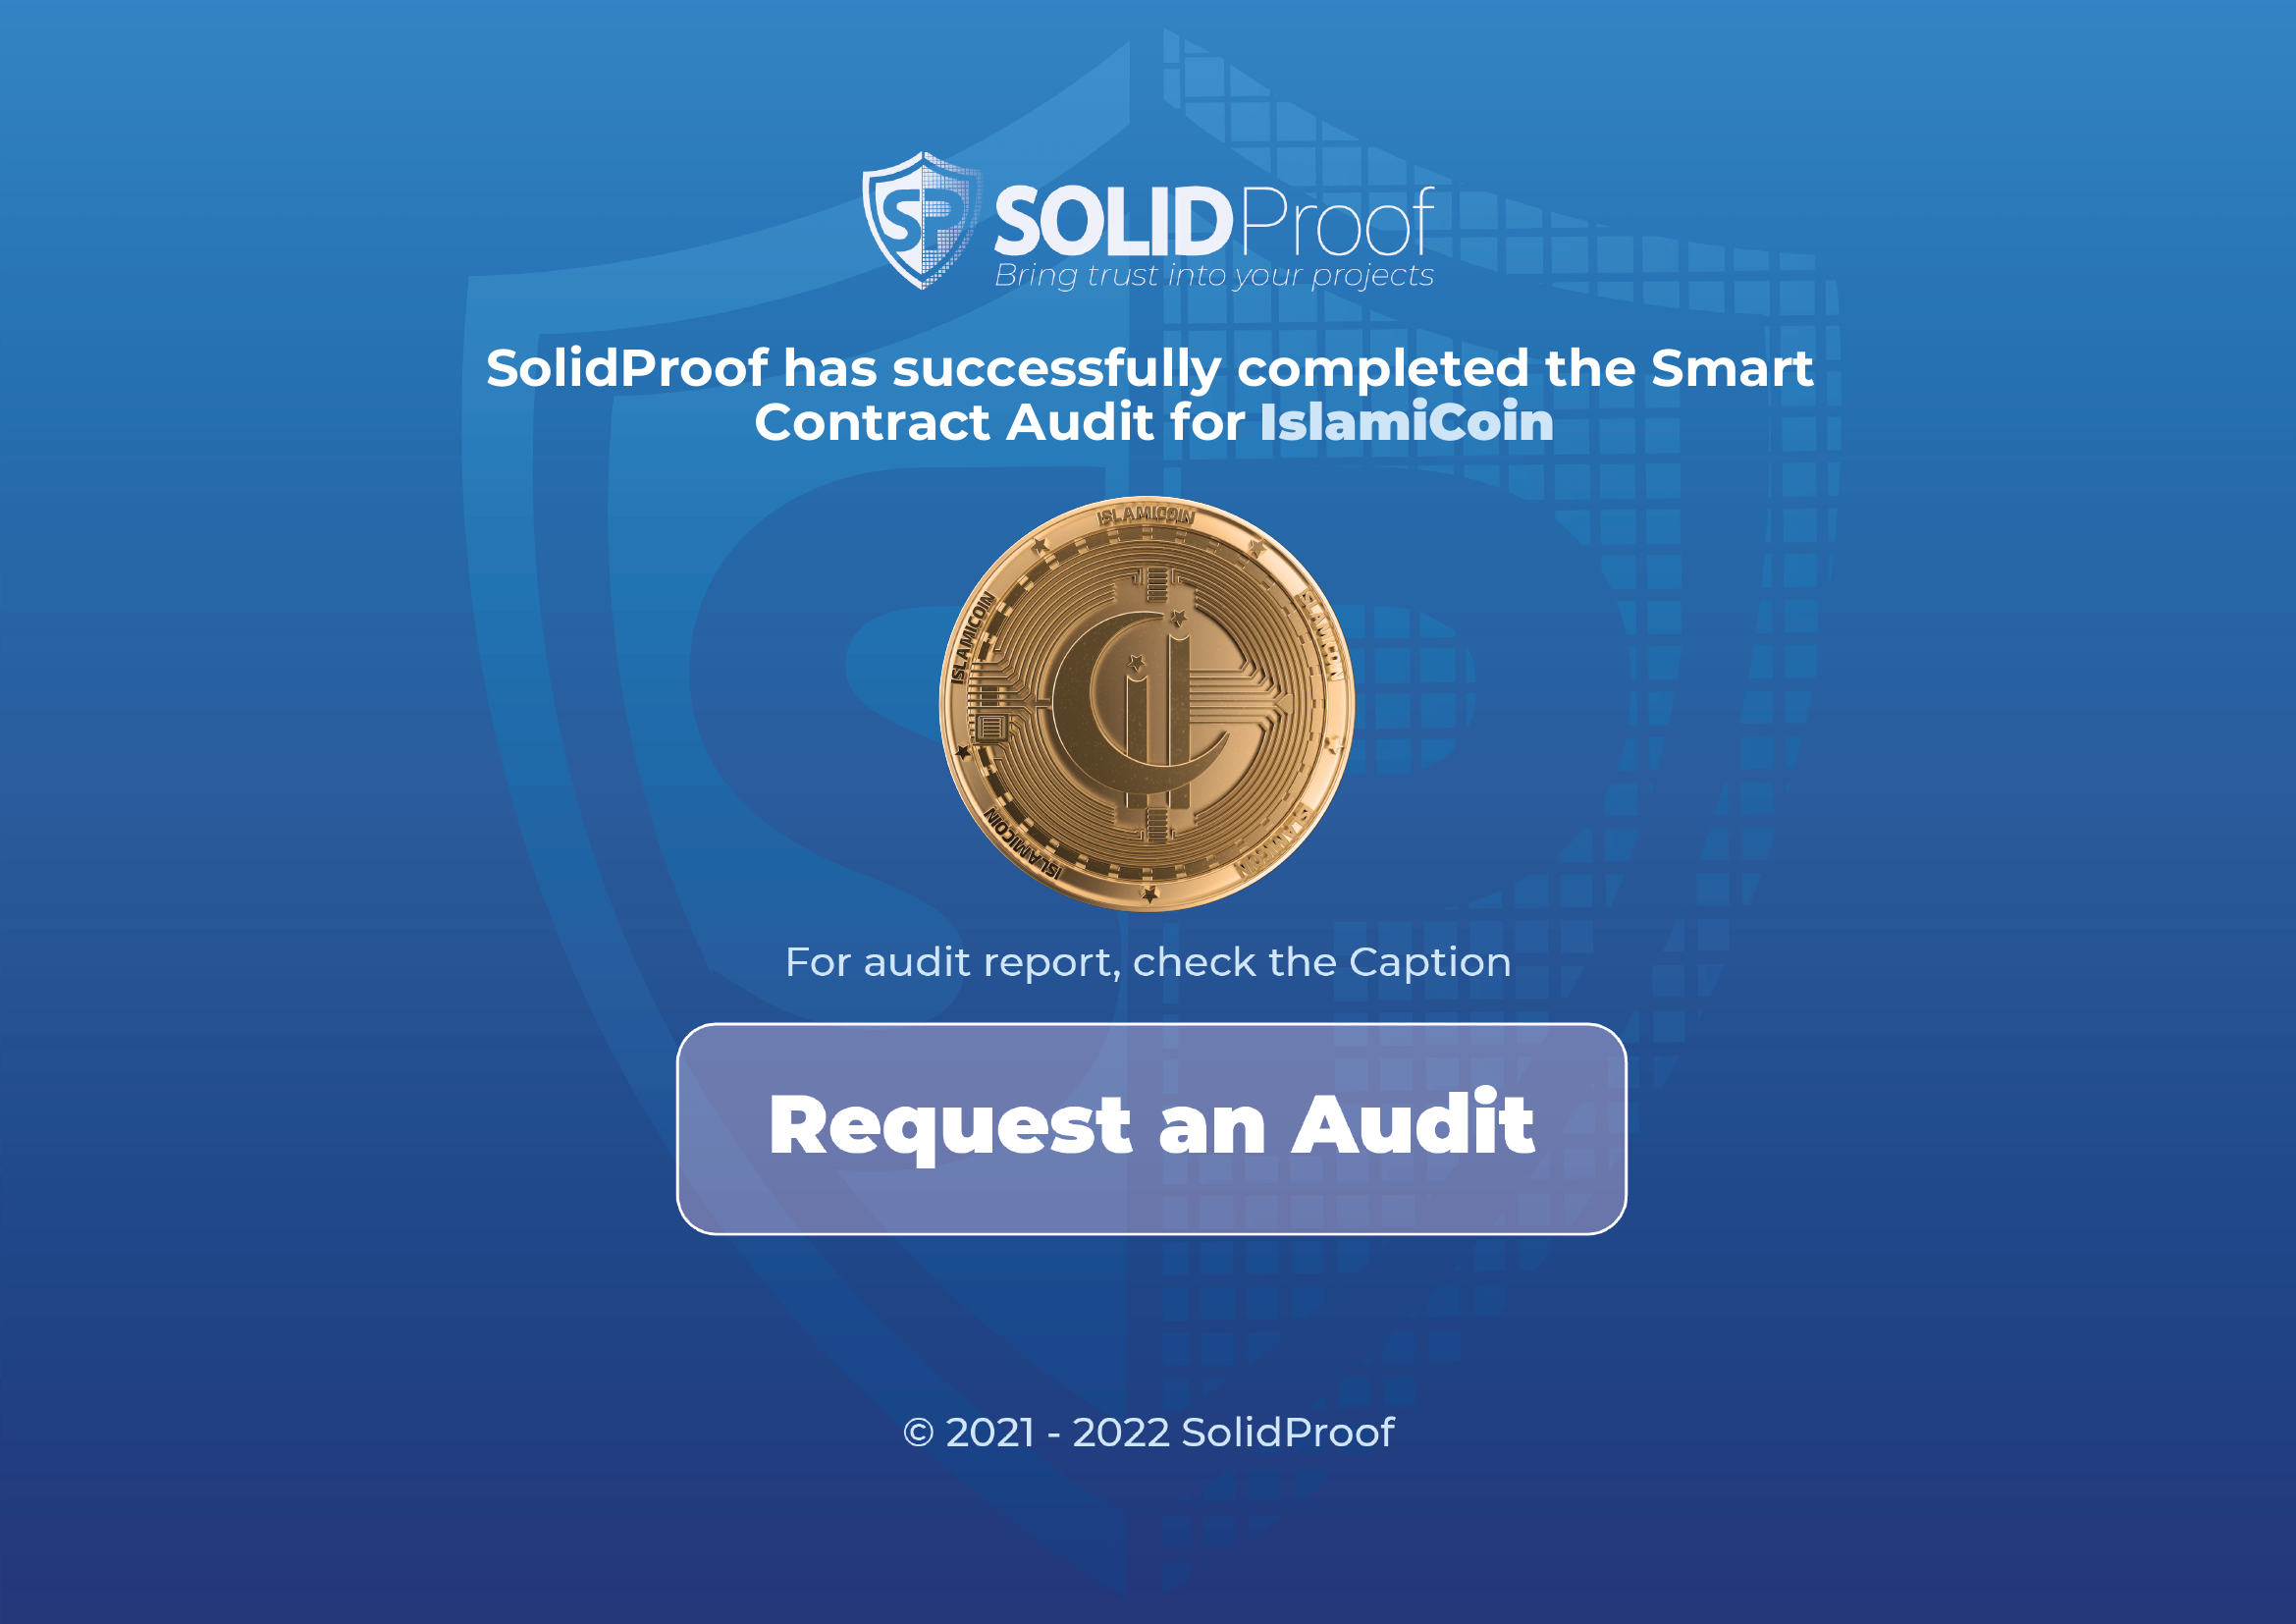 SP SOLIDProof
Bring trust into your projects
SolidProof has successfully completed the Smart
Contract Audit for IslamiCoin
ISLAMICOIN
ISLAMICOIN
ISLAMICOIN
ISLAMICOIN
ISLAMICOIN
For audit report, check the Caption
Request an Audit
© 2021 - 2022 SolidProof